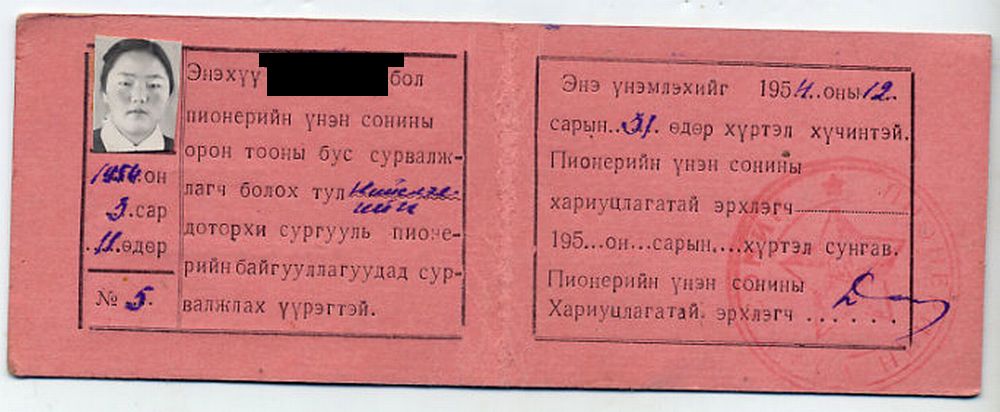 Энэхүү бол
пионерийн үнэн сонины
орон тооны бус сурвалж-
лагч болох тул Нийслэлийн
доторхи сургууль пионе-
рийн байгууллагуудад сур-
валжлах үүрэгтэй.
1954.он
3.сар
11.өдөр
№ 5.
Энэ үнэмлэхийг 1954.оны 12.
сарын 31. өдөр хүртэл хүчинтэй.
Пионерийн үнэн сонины
хариуцлагатай эрхлэгч
195...он...сарын....хүртэл сунгав.
Пионерийн үнэн сонины
Хариуцлагатай. эрхлэгч ......